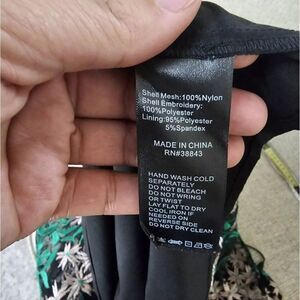 Shell Mesh:100%Nylon
Shell Embroidery:
100%Polyester
Lining:95%Polyester
5%Spandex
MADE IN CHINA
RN#38843
HAND WASH COLD
SEPARATELY
DO NOT BLEACH
DO NOT WRING
OR TWIST
LAY FLAT TO DRY
COOL IRON IF
NEEDED ON
REVERSE SIDE
DO NOT DRY CLEAN